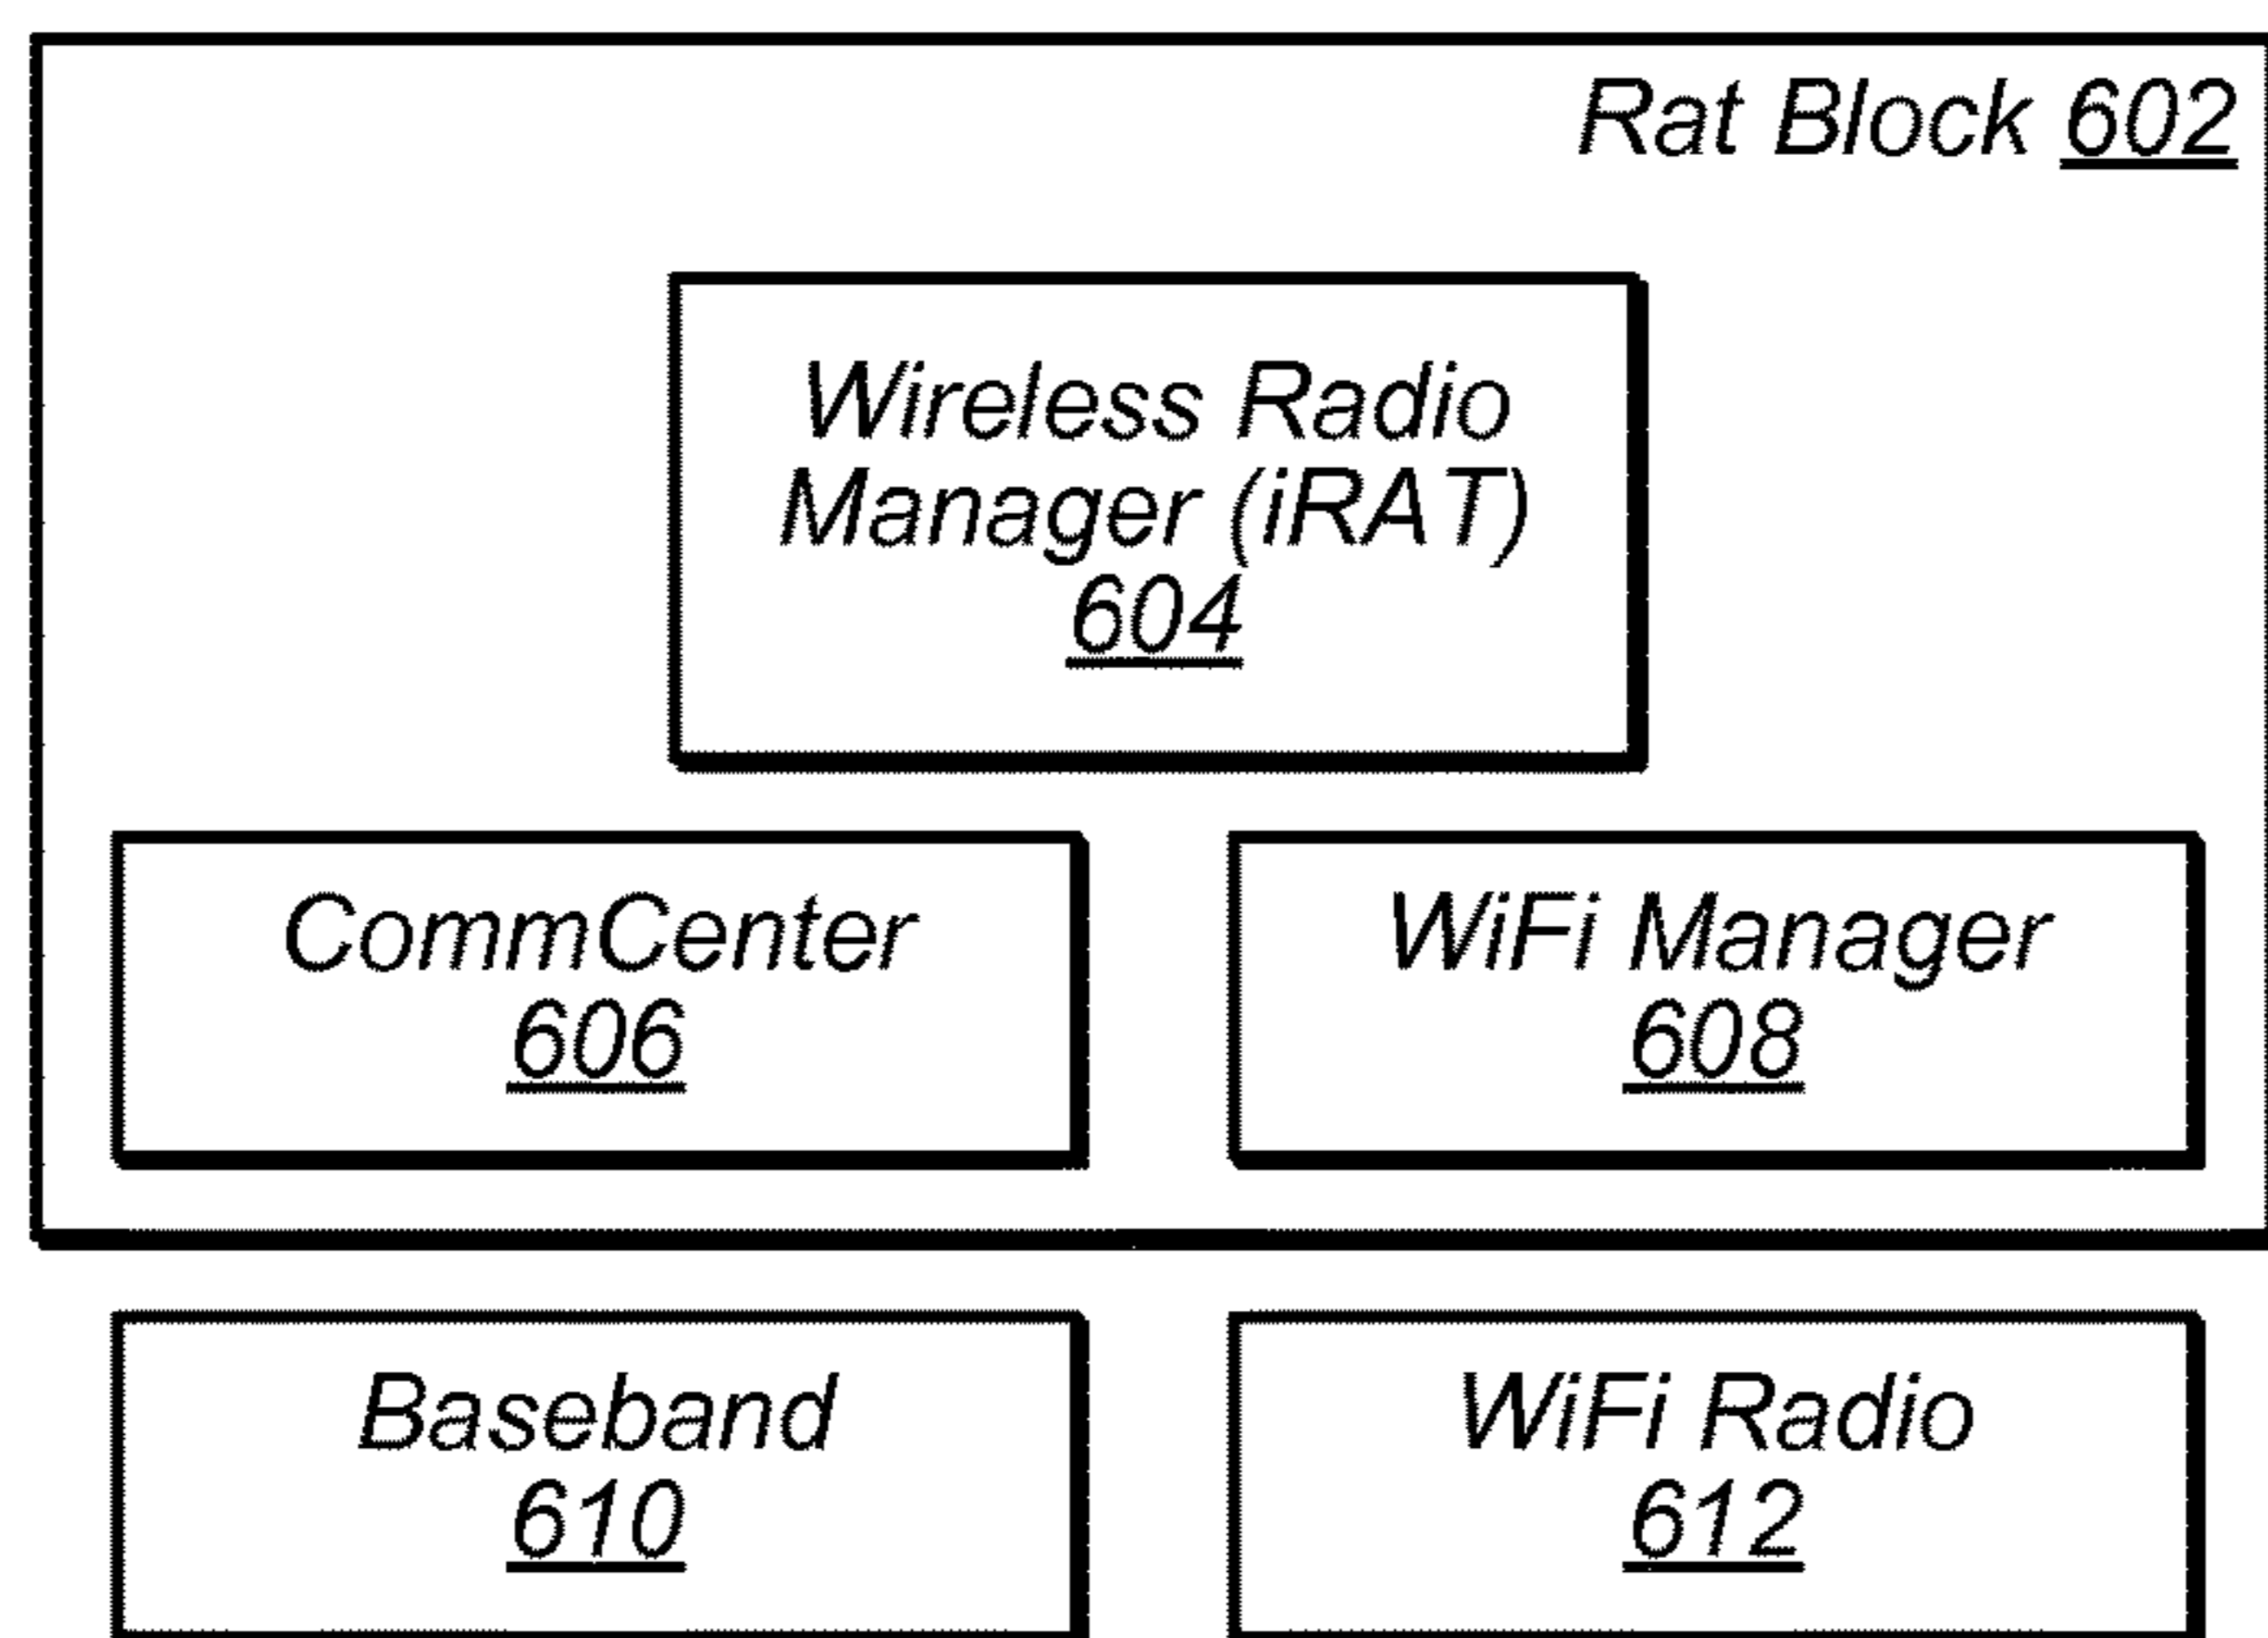 Rat Block 602
Wireless Radio
Manager (iRAT)
604
CommCenter
606
WiFi Manager
608
Baseband
610
WiFi Radio
612